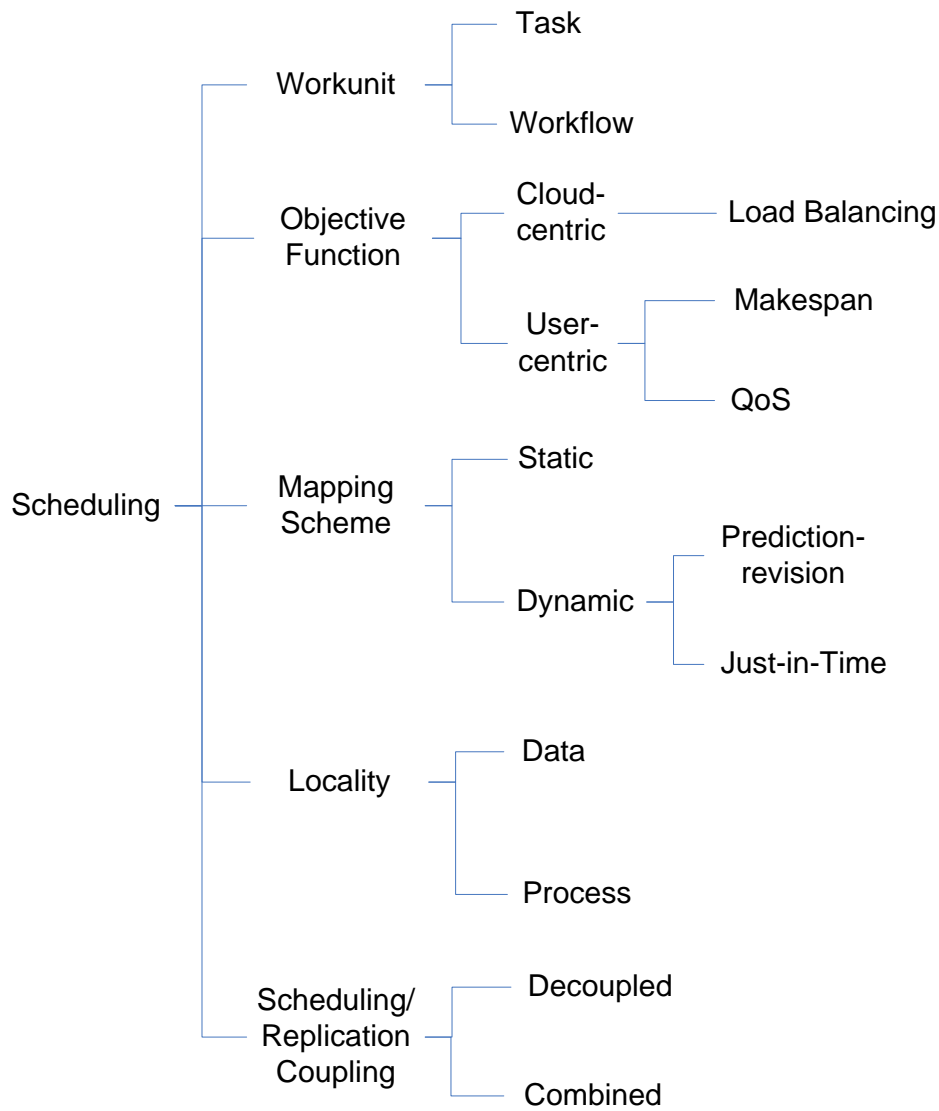 Task
Workunit
Workflow
Cloud-
centric
Load Balancing
Objective
Function
Makespan
User-
centric
QoS
Static
Mapping
Scheme
Scheduling
Prediction-
revision
Dynamic
Just-in-Time
Data
Locality
Process
Decoupled
Scheduling/
Replication
Coupling
Combined